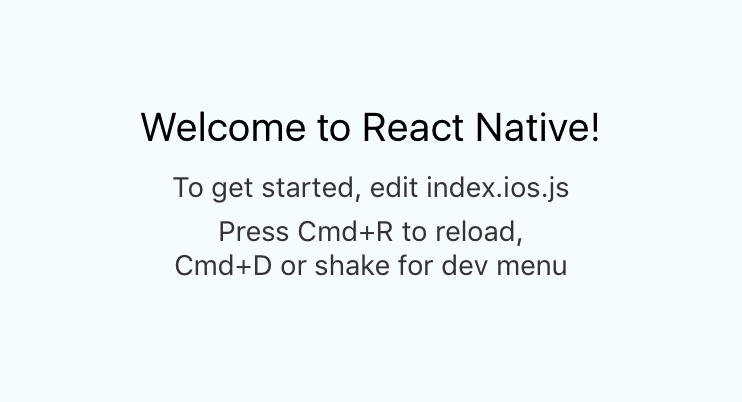 Welcome to React Native!
To get started, edit index.ios.js
Press Cmd+R to reload,
Cmd+D or shake for dev menu